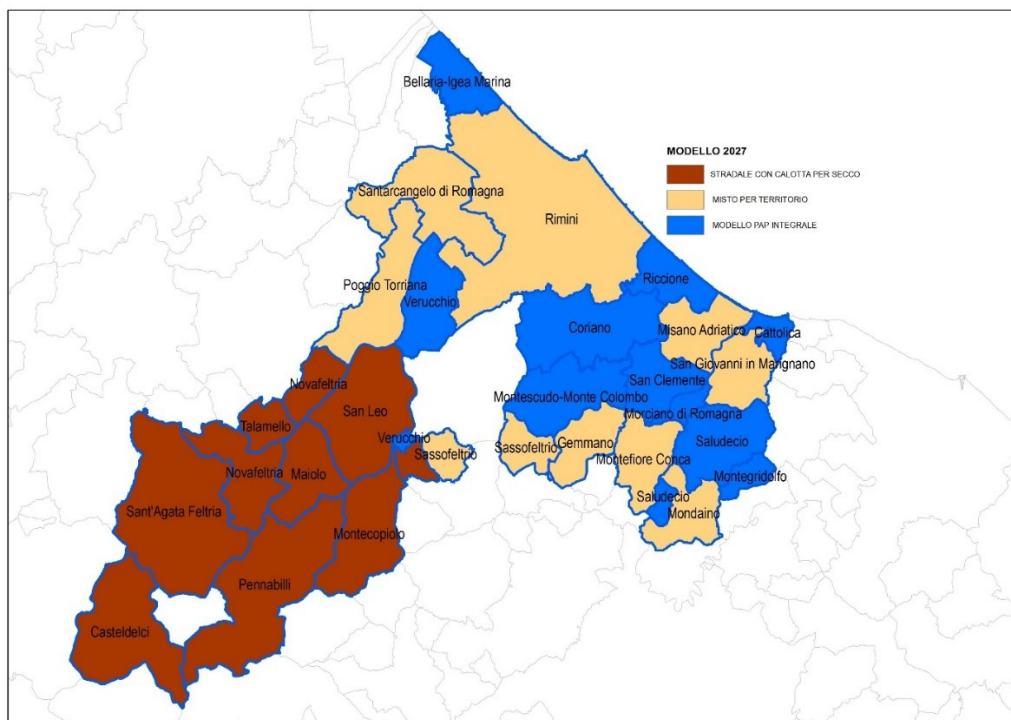 Bellaria-Igea Marina
MODELLO 2027
STRADALE CON CALOTTA PER SECCO
MISTO PER TERRITORIO
MODELLO PAP INTEGRALE
Santarcangelo di Romagna
Rimini
Poggio Torriana
Verucchio
Riccione
Coriano
Misano Adriatico
Cattolica
San Giovanni in Marignano
Novafeltria
San Leo
San Clemente
Montescudo-Monte Colombo
Morciano di Romagna
Talamello
Verucchio
Sassofeltrio
Sassofeltrio
Gemmano
Saludecio
Novafeltria
Maiolo
Montefiore Conca
Montegridolfo
Sant'Agata Feltria
Saludecio
Mondaino
Montecopiolo
Pennabilli
Casteldelci